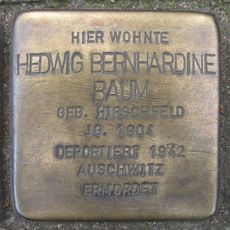 HIER WOHNTE
HEDWIG BERNHARDINE
BAUM
GEB. HIRSCHFELD
JG. 1904
DEPORTIERT 1942
AUSCHWITZ
ERMORDET